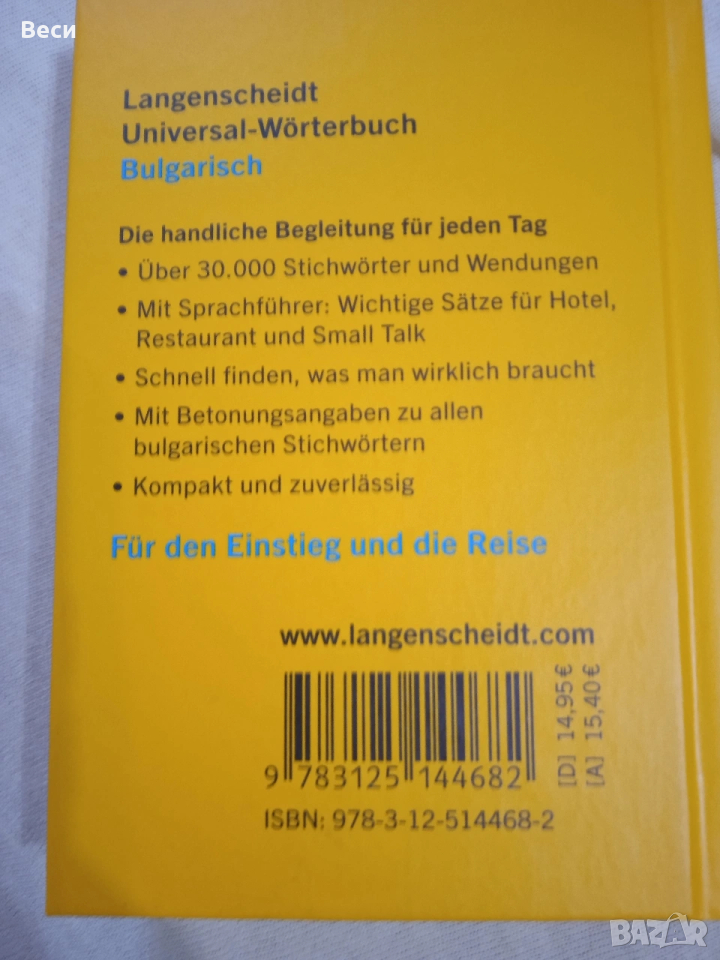 Веси
Langenscheidt
Universal-Wörterbuch
Bulgarisch
Die handliche Begleitung für jeden Tag
• Über 30.000 Stichwörter und Wendungen
• Mit Sprachführer: Wichtige Sätze für Hotel,
Restaurant und Small Talk
• Schnell finden, was man wirklich braucht
• Mit Betonungsangaben zu allen
bulgarischen Stichwörtern
• Kompakt und zuverlässig
Für den Einstieg und die Reise
www.langenscheidt.com
[D] 14,95 €
[A] 15,40 €
9 783125 144682
ISBN: 978-3-12-514468-2
BAZAR